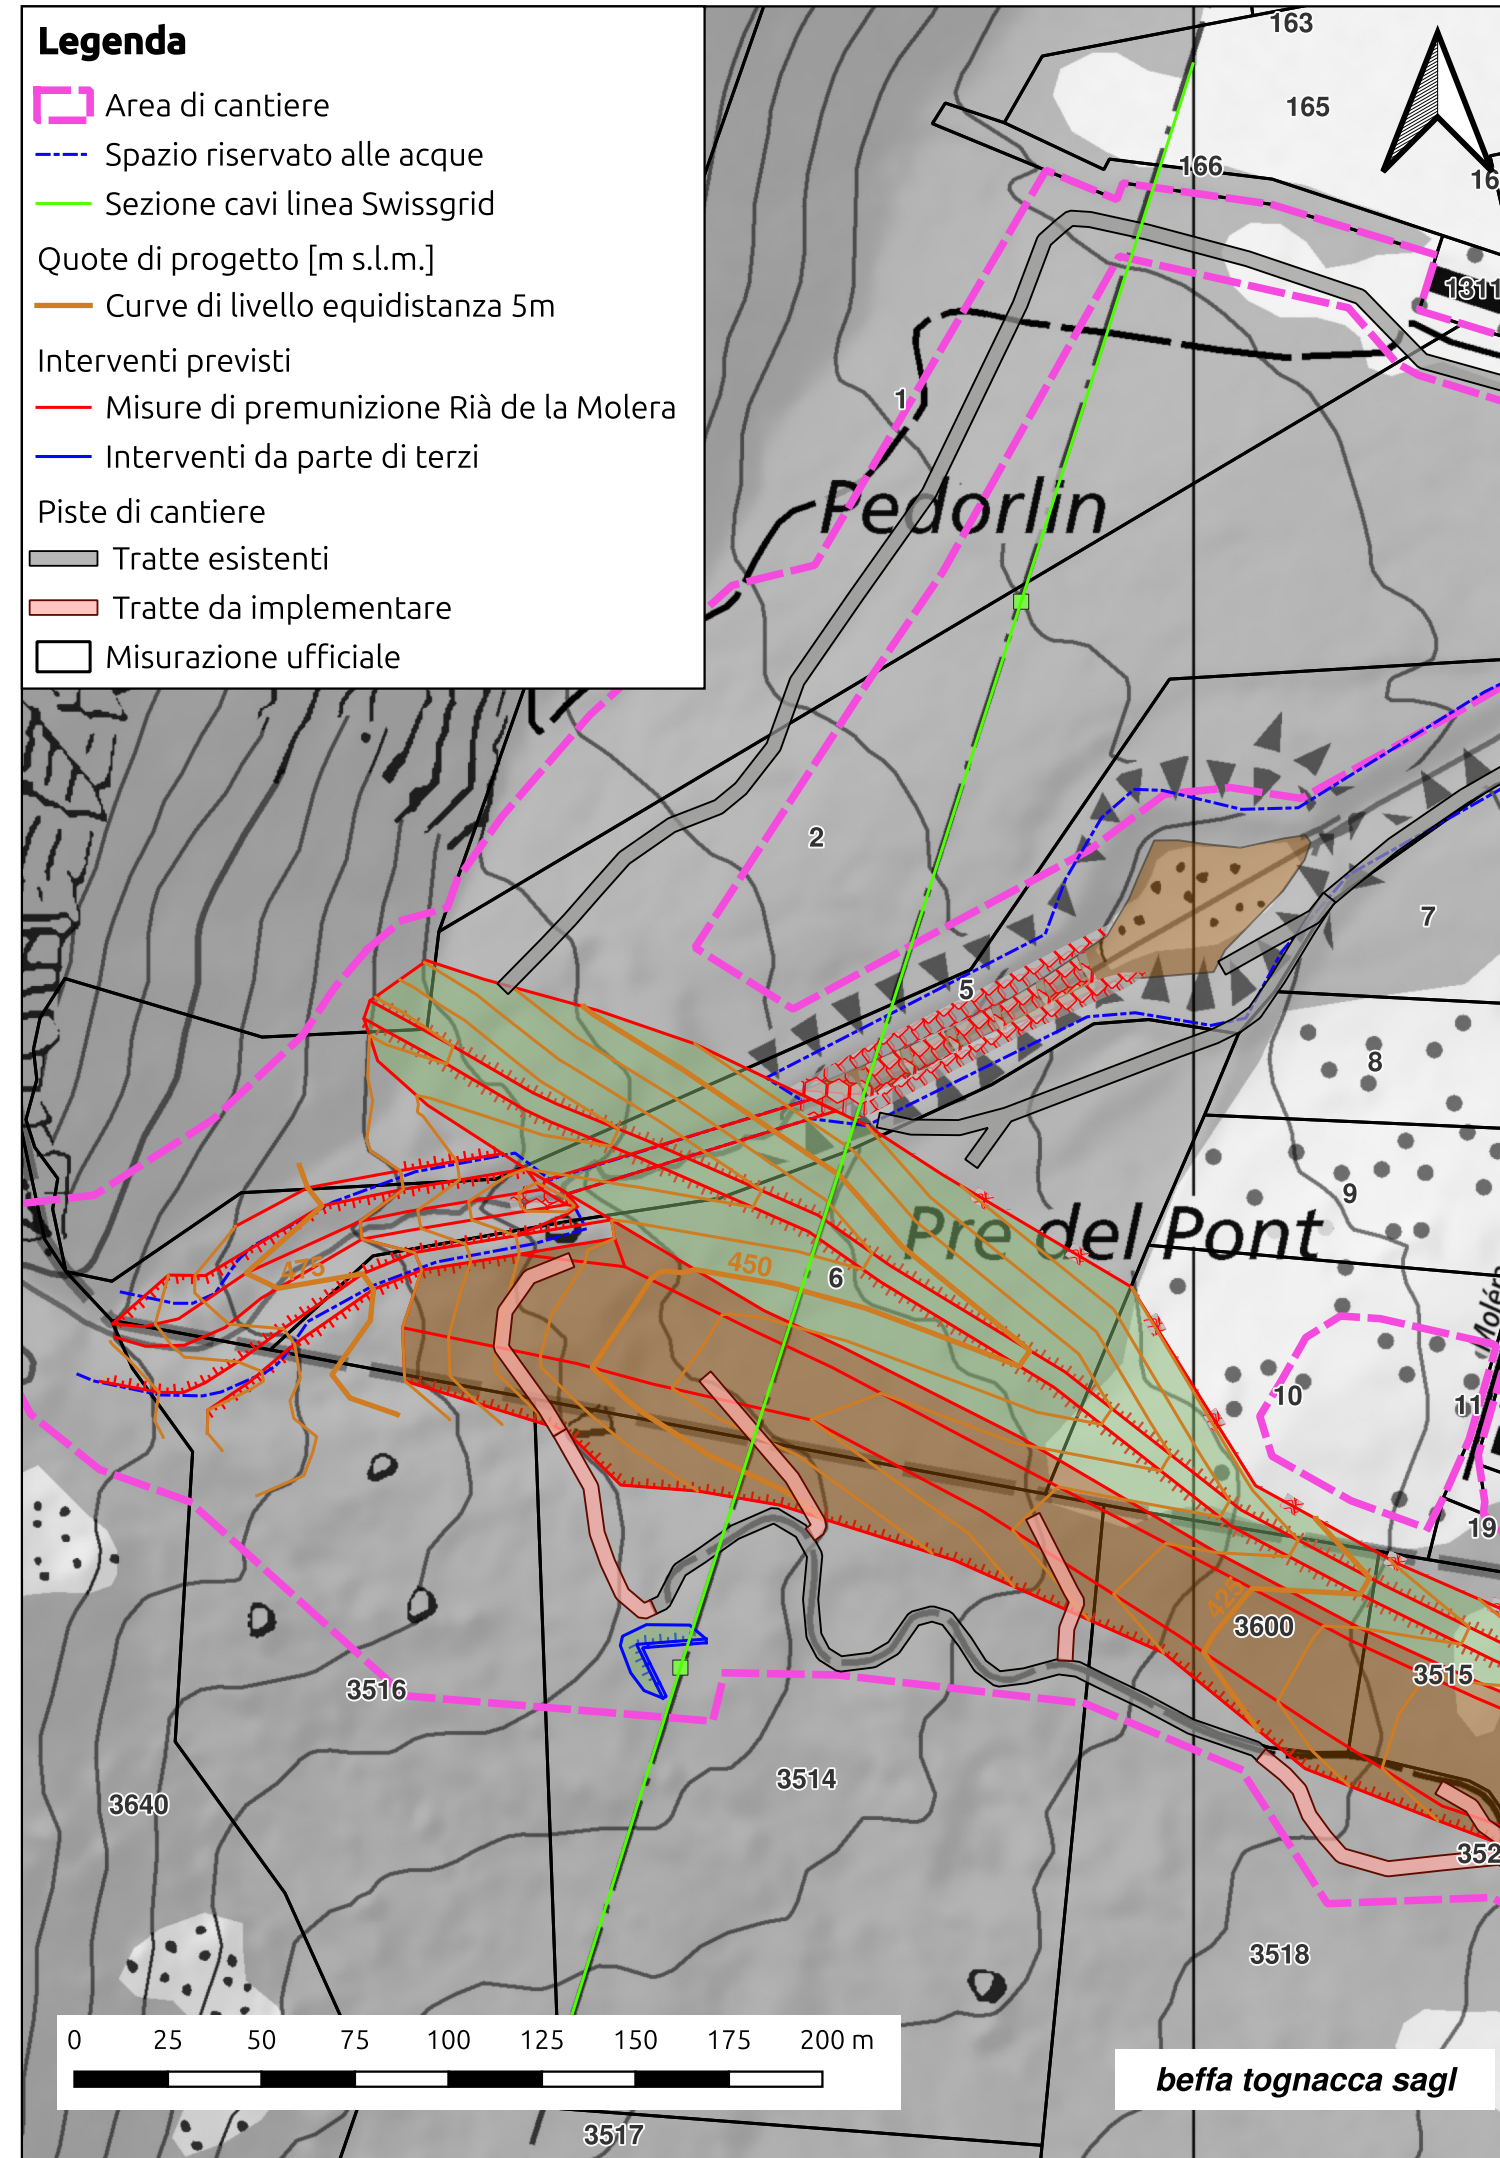 Legenda
Area di cantiere
Spazio riservato alle acque
Sezione cavi linea Swissgrid
Quote di progetto [m s.l.m.]
Curve di livello equidistanza 5m
Interventi previsti
Misure di premunizione Rià de la Molera
Interventi da parte di terzi
Piste di cantiere
Tratte esistenti
Tratte da implementare
Misurazione ufficiale
163
165
166
16
1311
1
Pedorlin
2
7
5
8
9
Pre del Pont
475
450
6
10
11
19
425
3600
3515
3516
3514
3640
352
3518
0 25 50 75 100 125 150 175 200 m
beffa tognacca sagl
3517